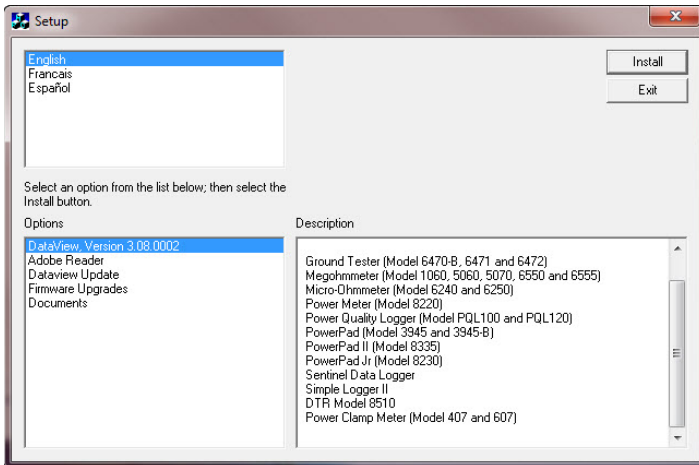 Setup
English
Francais
Español
Install
Exit
Select an option from the list below; then select the
Install button.
Options
DataView, Version 3.08.0002
Adobe Reader
Dataview Update
Firmware Upgrades
Documents
Description
Ground Tester (Model 6470-B, 6471 and 6472)
Megohmmeter (Model 1060, 5060, 5070, 6550 and 6555)
Micro-Ohmmeter (Model 6240 and 6250)
Power Meter (Model 8220)
Power Quality Logger (Model PQL100 and PQL120)
PowerPad (Model 3945 and 3945-B)
PowerPad II (Model 8335)
PowerPad Jr (Model 8230)
Sentinel Data Logger
Simple Logger II
DTR Model 8510
Power Clamp Meter (Model 407 and 607)